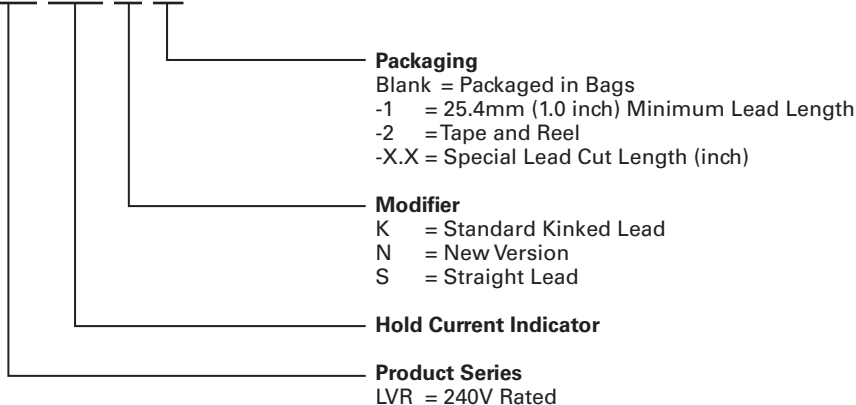 Packaging
Blank = Packaged in Bags
-1 = 25.4mm (1.0 inch) Minimum Lead Length
-2 = Tape and Reel
-X.X = Special Lead Cut Length (inch)
Modifier
K = Standard Kinked Lead
N = New Version
S = Straight Lead
Hold Current Indicator
Product Series
LVR = 240V Rated